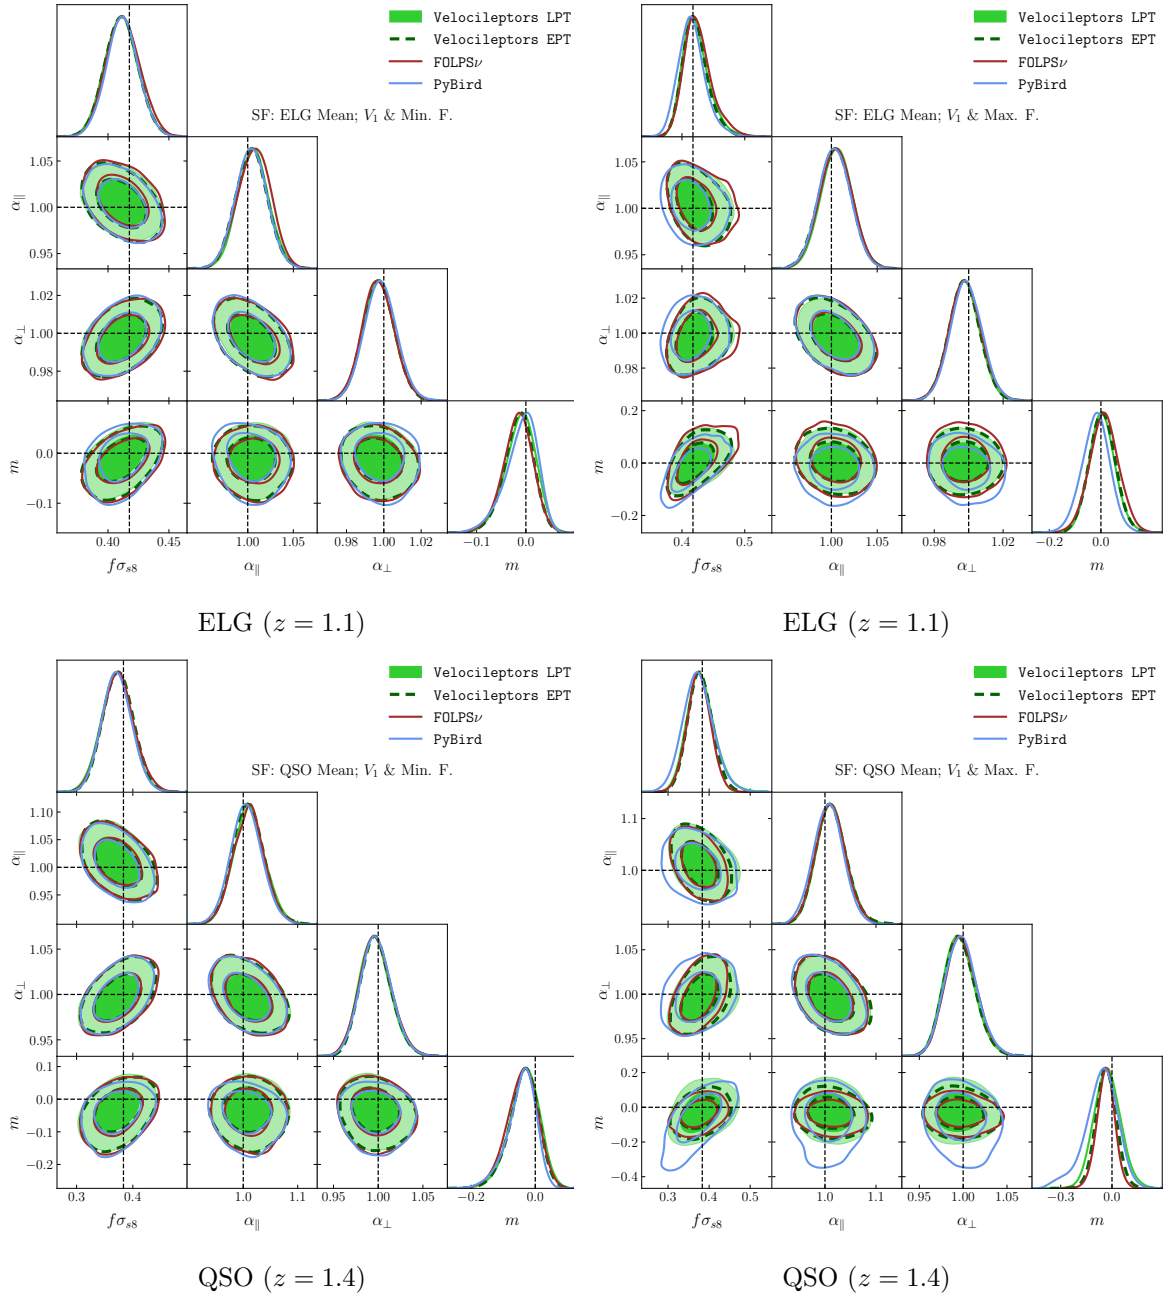 Velocileptors LPT
Velocileptors EPT
FOLPSν
PyBird
SF: ELG Mean; V₁ & Min. F.
1.05
1.00
0.95
α∥
1.02
1.00
0.98
α⊥
0.0
−0.1
m
0.40 0.45
1.00 1.05
0.98 1.00 1.02
−0.1 0.0
fσs8 α∥ α⊥ m
ELG (z = 1.1)
Velocileptors LPT
Velocileptors EPT
FOLPSν
PyBird
SF: ELG Mean; V₁ & Max. F.
1.05
1.00
0.95
α∥
1.02
1.00
0.98
α⊥
0.2
0.0
−0.2
m
0.4 0.5
1.00 1.05
0.98 1.02
−0.2 0.0
fσs8 α∥ α⊥ m
ELG (z = 1.1)
Velocileptors LPT
Velocileptors EPT
FOLPSν
PyBird
SF: QSO Mean; V₁ & Min. F.
1.10
1.05
1.00
0.95
α∥
1.05
1.00
0.95
α⊥
0.1
0.0
−0.1
−0.2
m
0.3 0.4
1.0 1.1
0.95 1.00 1.05
−0.2 0.0
fσs8 α∥ α⊥ m
QSO (z = 1.4)
Velocileptors LPT
Velocileptors EPT
FOLPSν
PyBird
SF: QSO Mean; V₁ & Max. F.
1.1
1.0
α∥
1.05
1.00
0.95
α⊥
0.2
0.0
−0.2
−0.4
m
0.3 0.4 0.5
1.0 1.1
0.95 1.00 1.05
−0.3 0.0
fσs8 α∥ α⊥ m
QSO (z = 1.4)